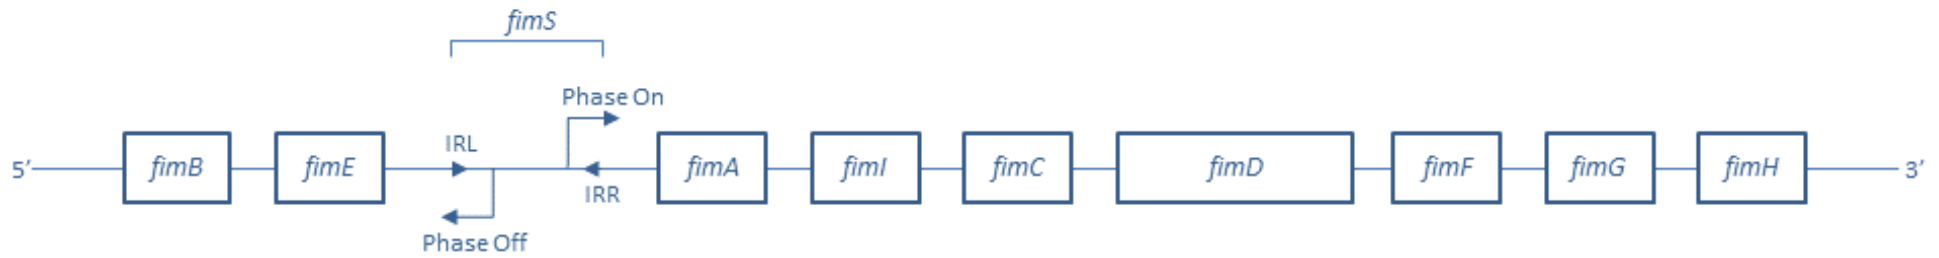 fimS
Phase On
IRL
5’ fimB fimE fimA fimI fimC fimD fimF fimG fimH 3’
IRR
Phase Off